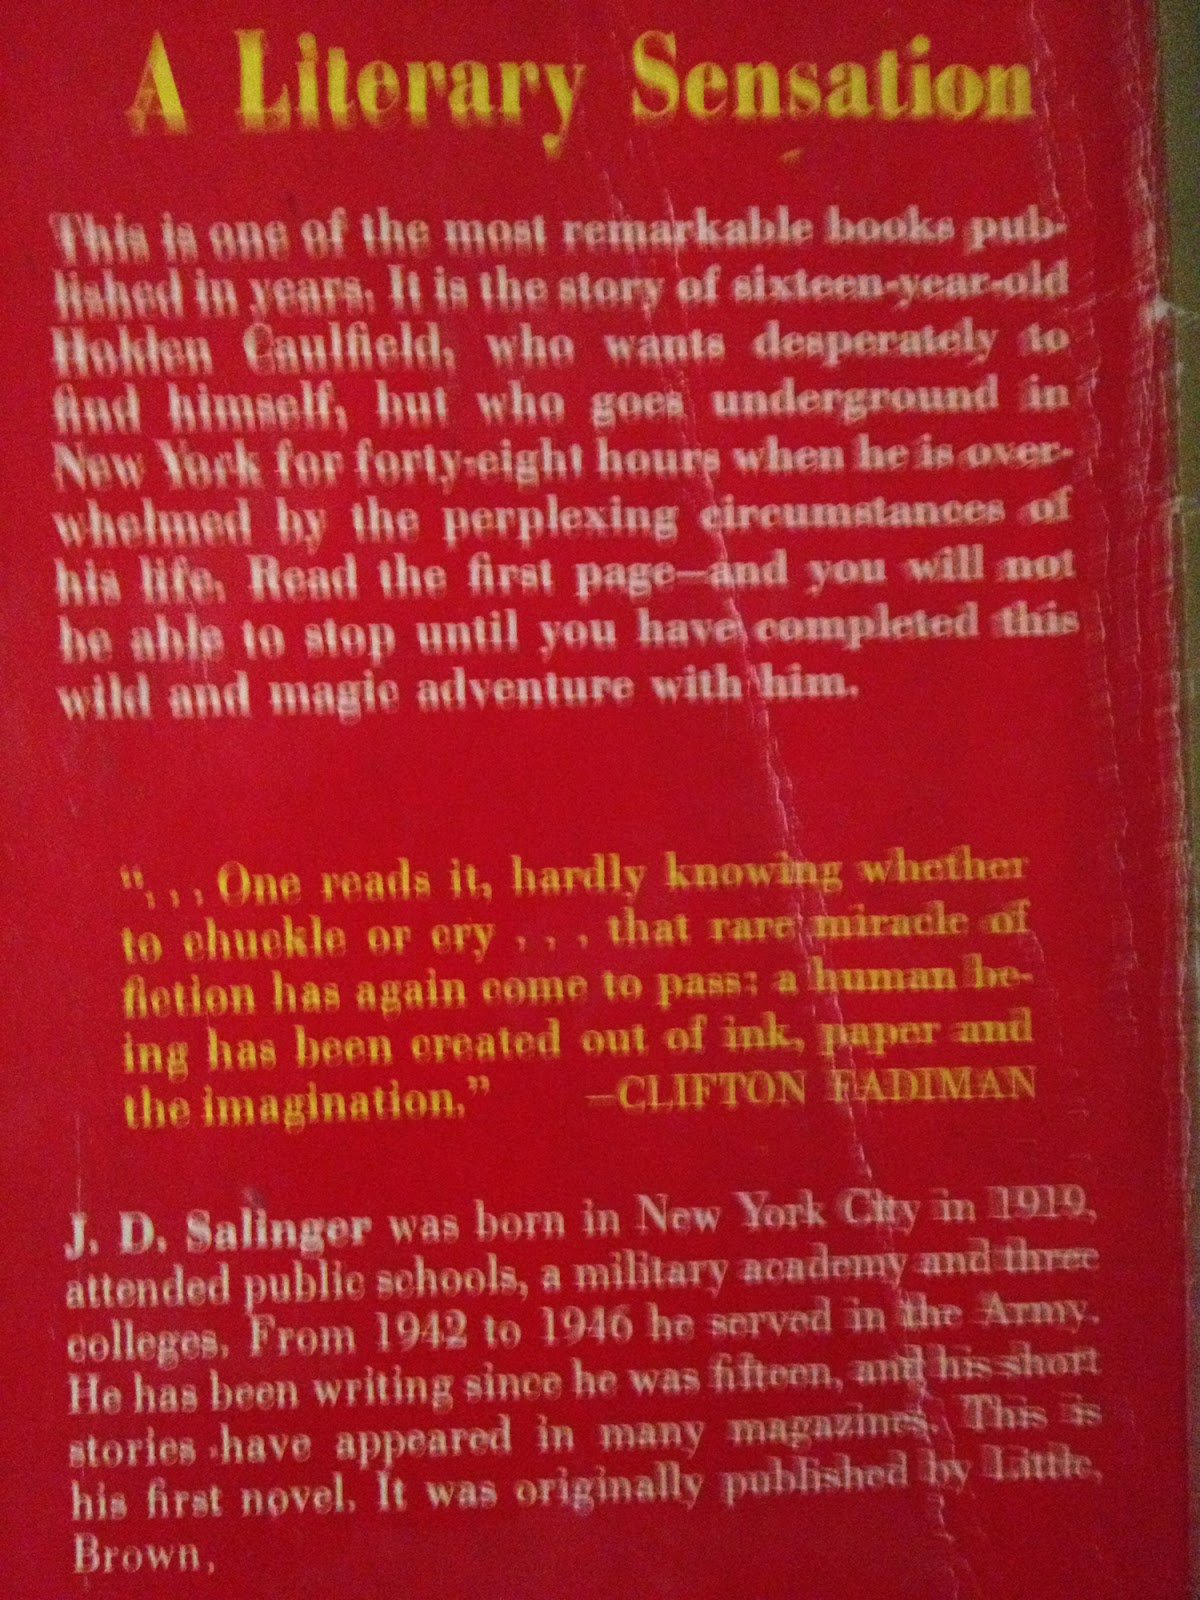 A Literary Sensation
This is one of the most remarkable books pub-
lished in years. It is the story of sixteen-year-old
Holden Caulfield, who wants desperately to
find himself, but who goes underground in
New York for forty-eight hours when he is over-
whelmed by the perplexing circumstances of
his life. Read the first page—and you will not
be able to stop until you have completed this
wild and magic adventure with him.
“. . . One reads it, hardly knowing whether
to chuckle or cry . . . that rare miracle of
fiction has again come to pass: a human be-
ing has been created out of ink, paper and
the imagination.” —CLIFTON FADIMAN
J. D. Salinger was born in New York City in 1919,
attended public schools, a military academy and three
colleges. From 1942 to 1946 he served in the Army.
He has been writing since he was fifteen, and his short
stories have appeared in many magazines. This is
his first novel. It was originally published by Little,
Brown,